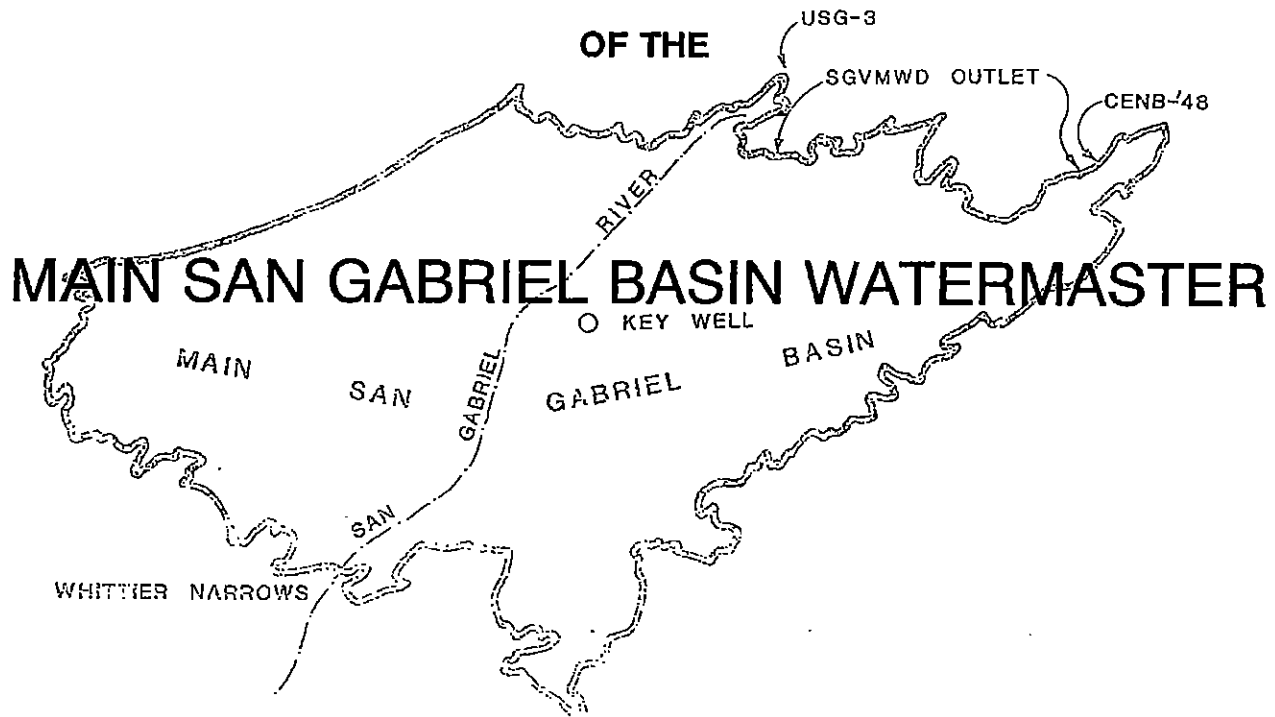 OF THE
USG-3
SGVMWD OUTLET
CENB-'48
RIVER
MAIN SAN GABRIEL BASIN WATERMASTER
KEY WELL
MAIN SAN GABRIEL BASIN
GABRIEL
SAN
WHITTIER NARROWS